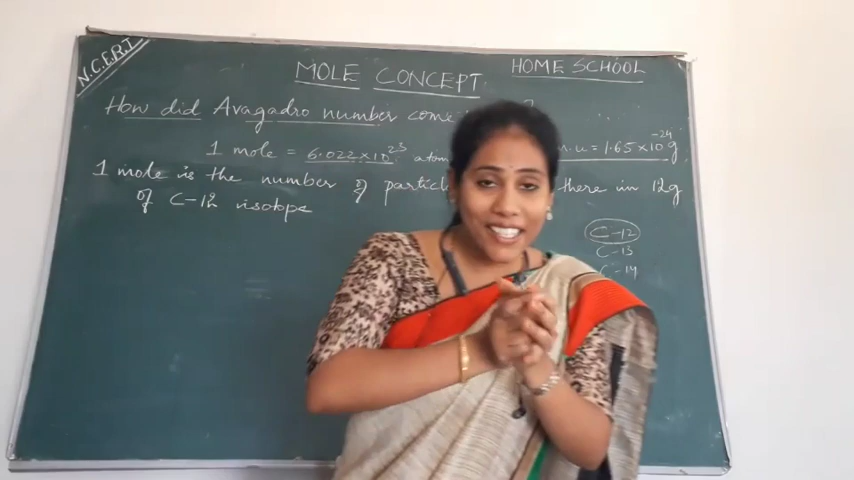 N.C.E.R.T
MOLE CONCEPT
HOME SCHOOL
How did Avagadro number come
1 mole = 6.022×10²³ atom
m.u = 1.65×10⁻²⁴g
1 mole is the number of partic there in 12g
of C-12 isotope
C-12
C-13
C-14